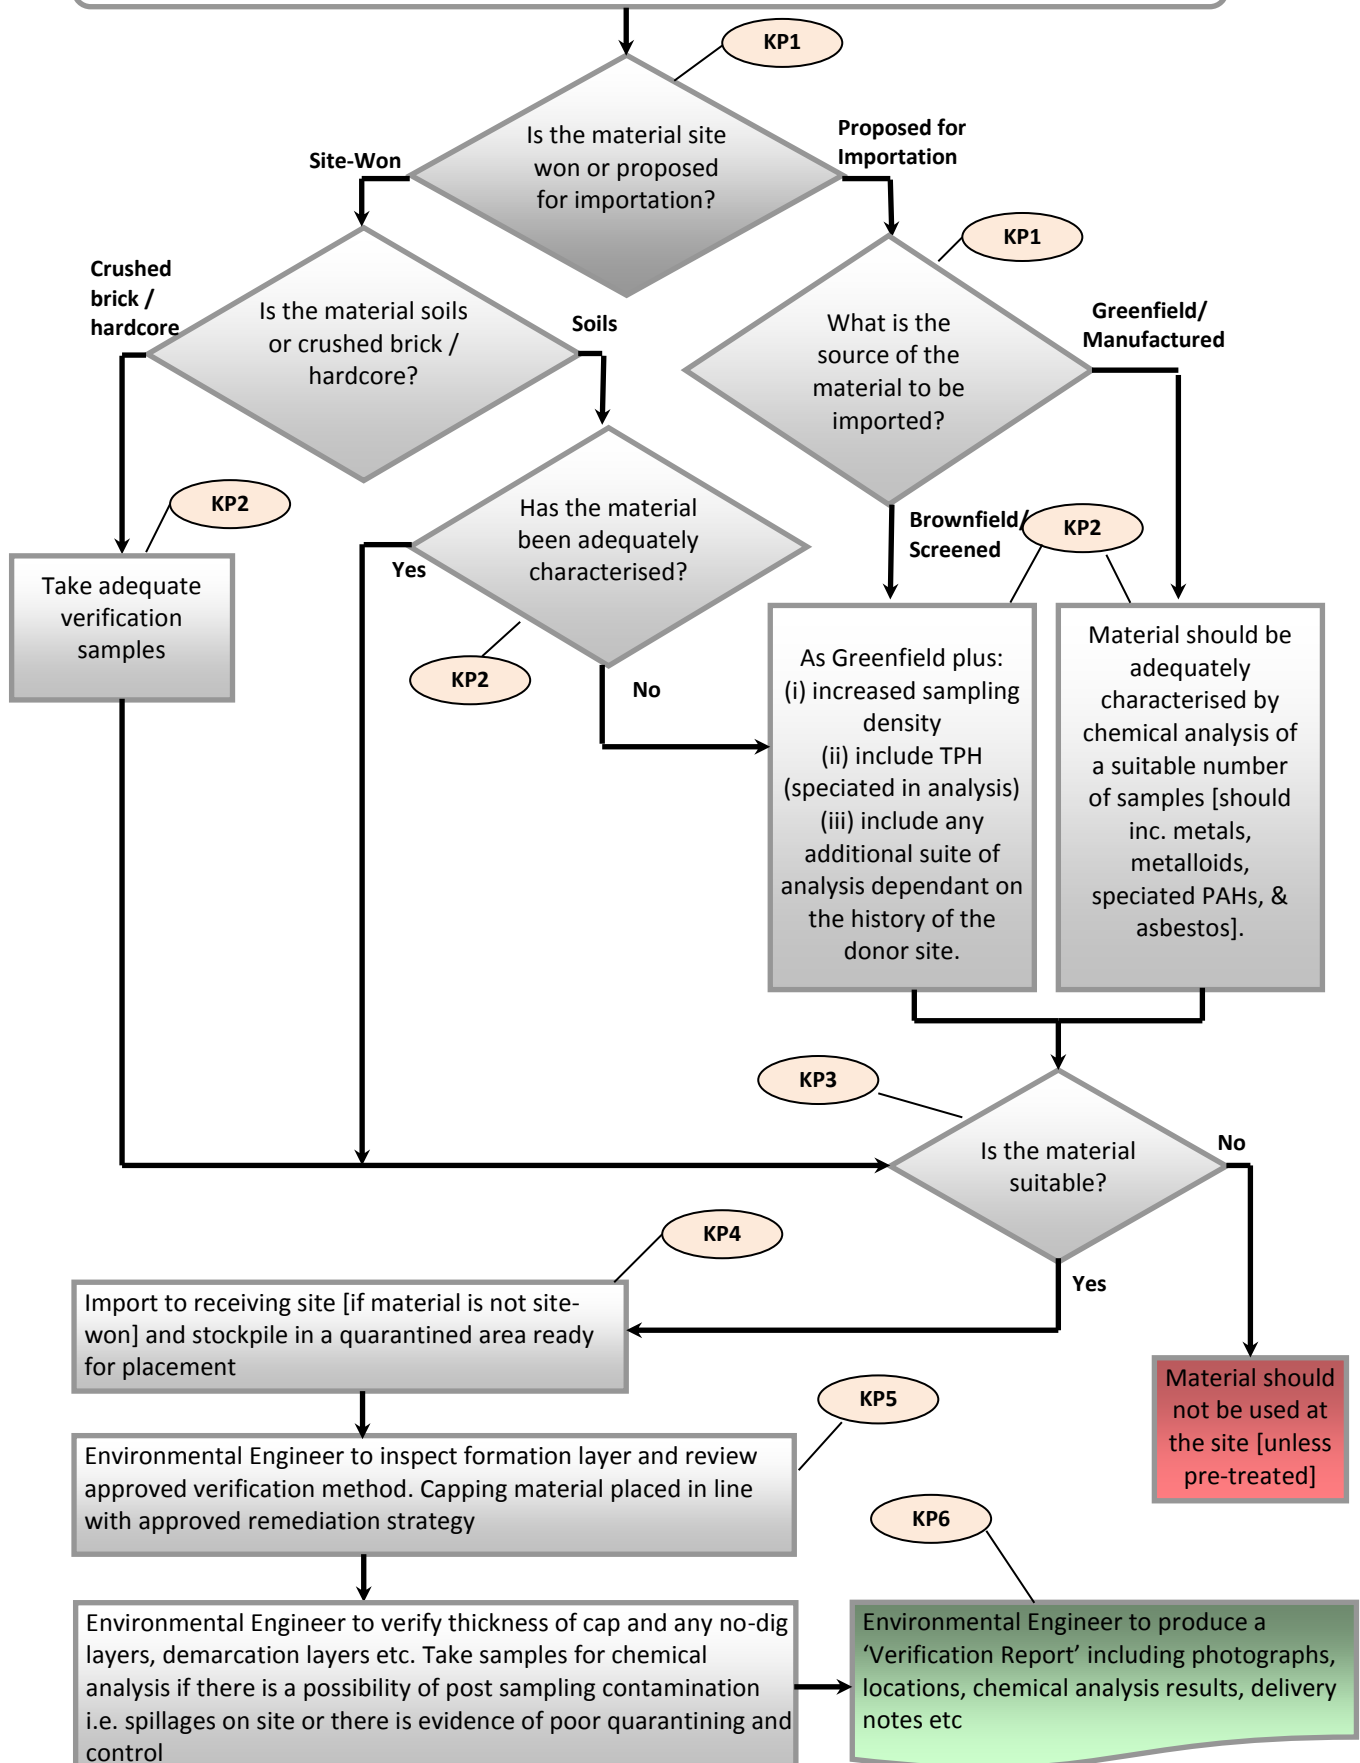 KP1
Is the material site
won or proposed
for importation?
Site-Won
Proposed for
Importation
KP1
Crushed
brick /
hardcore
Is the material soils
or crushed brick /
hardcore?
Soils
What is the
source of the
material to be
imported?
Greenfield/
Manufactured
KP2
Has the material
been adequately
characterised?
Yes
KP2
No
Brownfield/
Screened
KP2
Take adequate
verification
samples
As Greenfield plus:
(i) increased sampling
density
(ii) include TPH
(speciated in analysis)
(iii) include any
additional suite of
analysis dependant on
the history of the
donor site.
Material should be
adequately
characterised by
chemical analysis of
a suitable number
of samples [should
inc. metals,
metalloids,
speciated PAHs, &
asbestos].
KP3
Is the material
suitable?
No
Yes
KP4
Import to receiving site [if material is not site-
won] and stockpile in a quarantined area ready
for placement
Material should
not be used at
the site [unless
pre-treated]
KP5
Environmental Engineer to inspect formation layer and review
approved verification method. Capping material placed in line
with approved remediation strategy
KP6
Environmental Engineer to verify thickness of cap and any no-dig
layers, demarcation layers etc. Take samples for chemical
analysis if there is a possibility of post sampling contamination
i.e. spillages on site or there is evidence of poor quarantining and
control
Environmental Engineer to produce a
‘Verification Report’ including photographs,
locations, chemical analysis results, delivery
notes etc